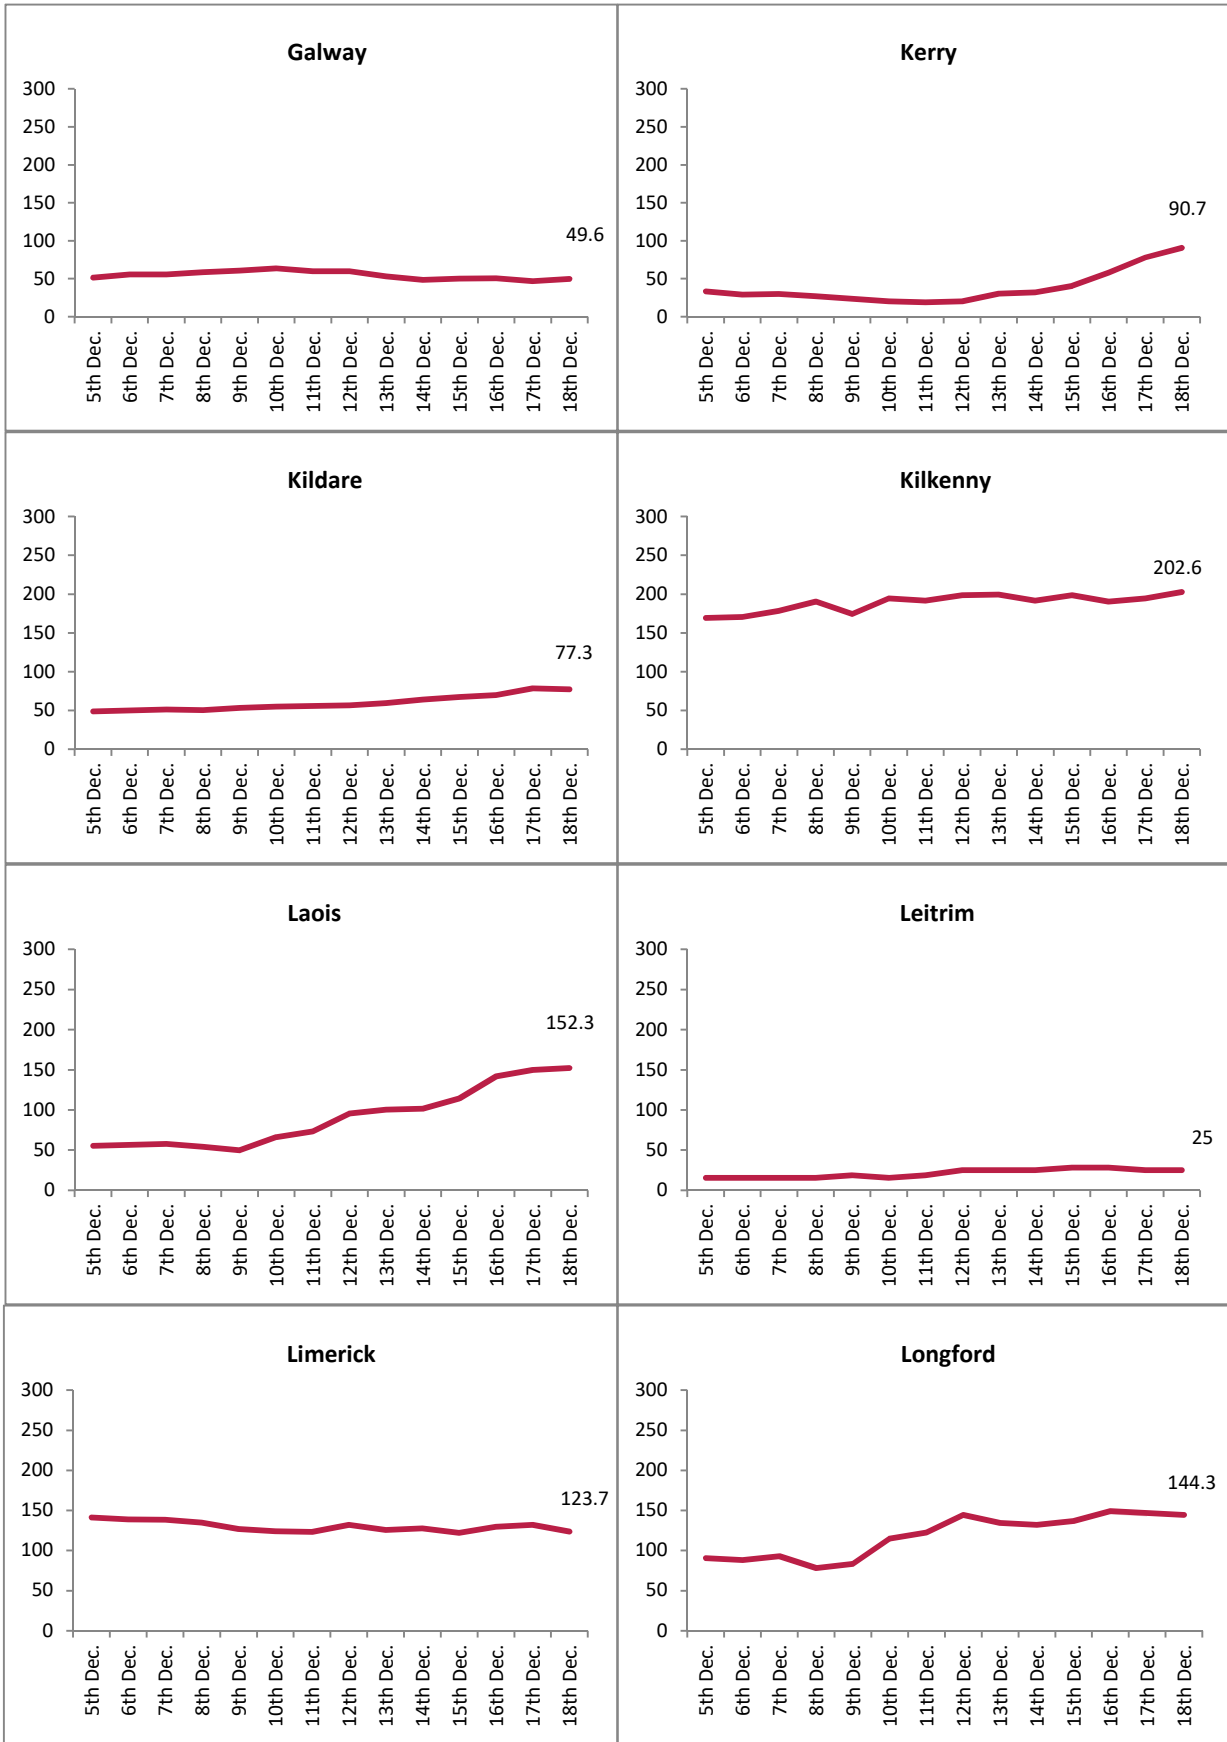 Galway
300
250
200
150
100
50
0
49.6
5th Dec.
6th Dec.
7th Dec.
8th Dec.
9th Dec.
10th Dec.
11th Dec.
12th Dec.
13th Dec.
14th Dec.
15th Dec.
16th Dec.
17th Dec.
18th Dec.
Kerry
300
250
200
150
100
50
0
90.7
5th Dec.
6th Dec.
7th Dec.
8th Dec.
9th Dec.
10th Dec.
11th Dec.
12th Dec.
13th Dec.
14th Dec.
15th Dec.
16th Dec.
17th Dec.
18th Dec.
Kildare
300
250
200
150
100
50
0
77.3
5th Dec.
6th Dec.
7th Dec.
8th Dec.
9th Dec.
10th Dec.
11th Dec.
12th Dec.
13th Dec.
14th Dec.
15th Dec.
16th Dec.
17th Dec.
18th Dec.
Kilkenny
300
250
200
150
100
50
0
202.6
5th Dec.
6th Dec.
7th Dec.
8th Dec.
9th Dec.
10th Dec.
11th Dec.
12th Dec.
13th Dec.
14th Dec.
15th Dec.
16th Dec.
17th Dec.
18th Dec.
Laois
300
250
200
150
100
50
0
152.3
5th Dec.
6th Dec.
7th Dec.
8th Dec.
9th Dec.
10th Dec.
11th Dec.
12th Dec.
13th Dec.
14th Dec.
15th Dec.
16th Dec.
17th Dec.
18th Dec.
Leitrim
300
250
200
150
100
50
0
25
5th Dec.
6th Dec.
7th Dec.
8th Dec.
9th Dec.
10th Dec.
11th Dec.
12th Dec.
13th Dec.
14th Dec.
15th Dec.
16th Dec.
17th Dec.
18th Dec.
Limerick
300
250
200
150
100
50
0
123.7
5th Dec.
6th Dec.
7th Dec.
8th Dec.
9th Dec.
10th Dec.
11th Dec.
12th Dec.
13th Dec.
14th Dec.
15th Dec.
16th Dec.
17th Dec.
18th Dec.
Longford
300
250
200
150
100
50
0
144.3
5th Dec.
6th Dec.
7th Dec.
8th Dec.
9th Dec.
10th Dec.
11th Dec.
12th Dec.
13th Dec.
14th Dec.
15th Dec.
16th Dec.
17th Dec.
18th Dec.